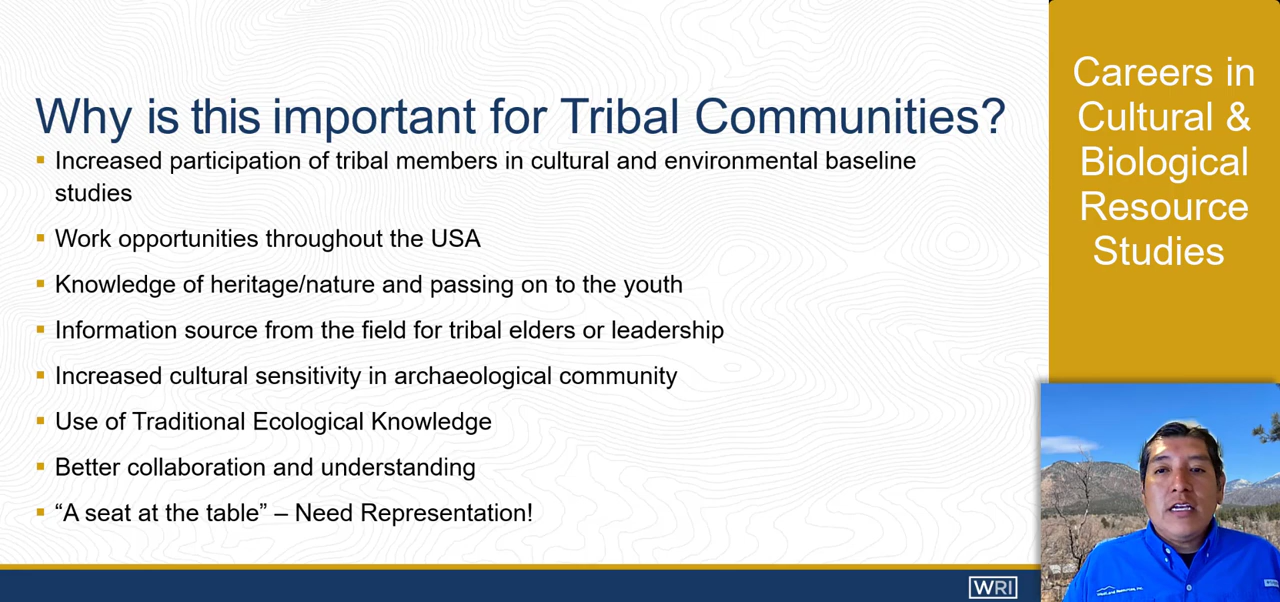 Why is this important for Tribal Communities?
Increased participation of tribal members in cultural and environmental baseline
studies
Work opportunities throughout the USA
Knowledge of heritage/nature and passing on to the youth
Information source from the field for tribal elders or leadership
Increased cultural sensitivity in archaeological community
Use of Traditional Ecological Knowledge
Better collaboration and understanding
“A seat at the table” – Need Representation!
Careers in
Cultural &
Biological
Resource
Studies
WRI